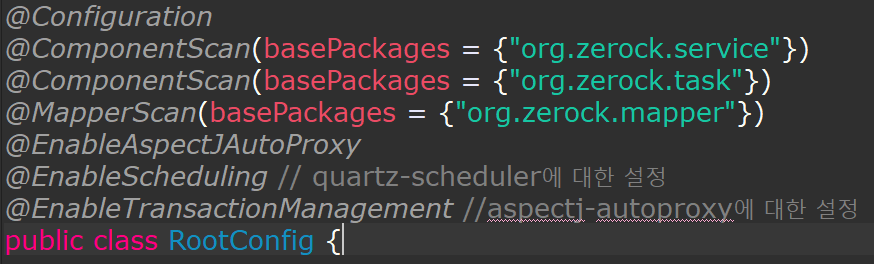 @Configuration
@ComponentScan(basePackages = {"org.zerock.service"})
@ComponentScan(basePackages = {"org.zerock.task"})
@MapperScan(basePackages = {"org.zerock.mapper"})
@EnableAspectJAutoProxy
@EnableScheduling // quartz-scheduler에 대한 설정
@EnableTransactionManagement //aspectj-autoproxy에 대한 설정
public class RootConfig {